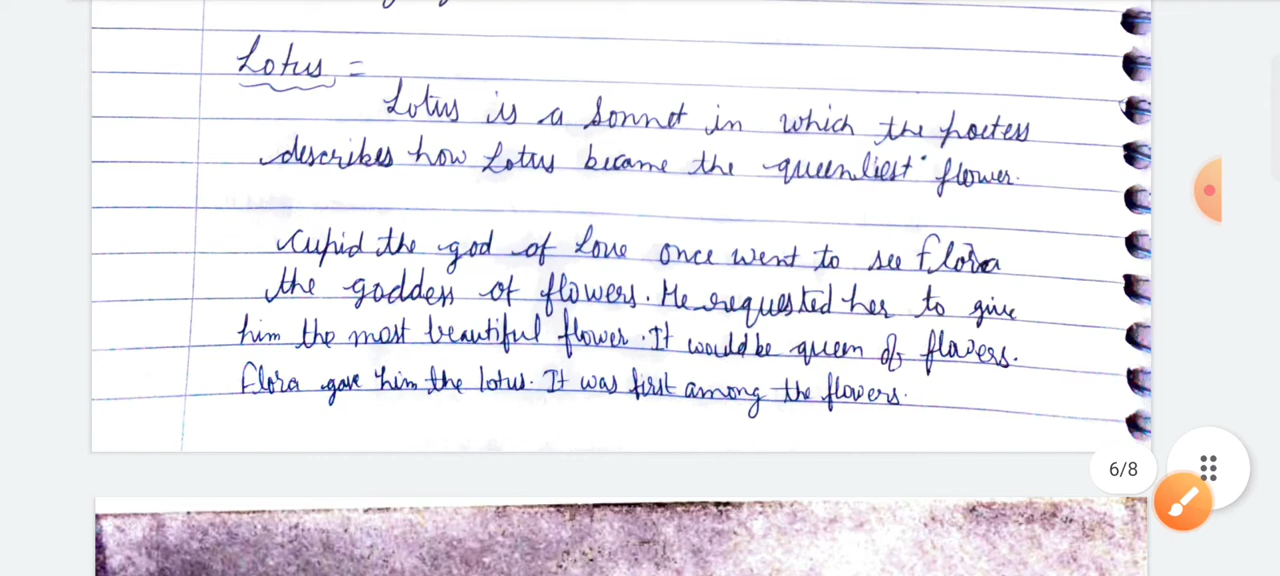 Lotus =
Lotus is a Sonnet in which the poetess
describes how Lotus became the queenliest flower.
Cupid the god of Love once went to see Flora
the goddess of flowers. He requested her to give
him the most beautiful flower. It would be queen of flowers.
Flora gave him the lotus. It was first among the flowers.
6/8